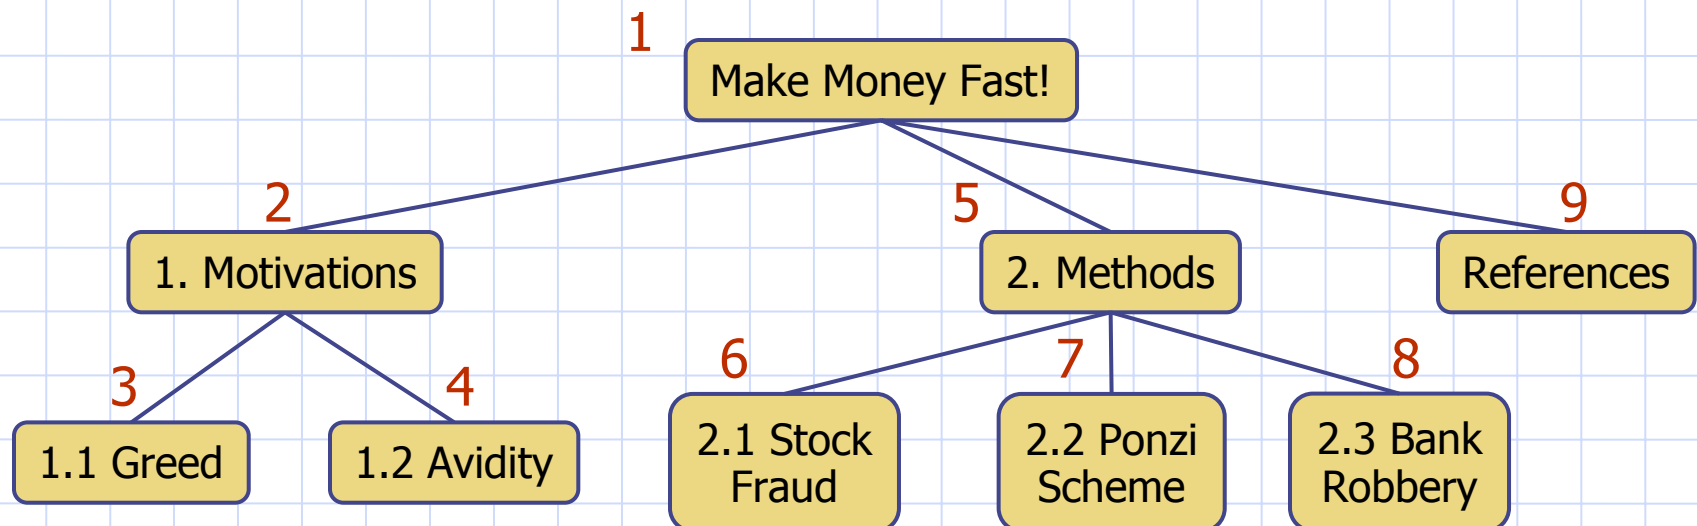 1
Make Money Fast!
2
5
9
1. Motivations
2. Methods
References
3
4
6
7
8
1.1 Greed
1.2 Avidity
2.1 Stock
Fraud
2.2 Ponzi
Scheme
2.3 Bank
Robbery